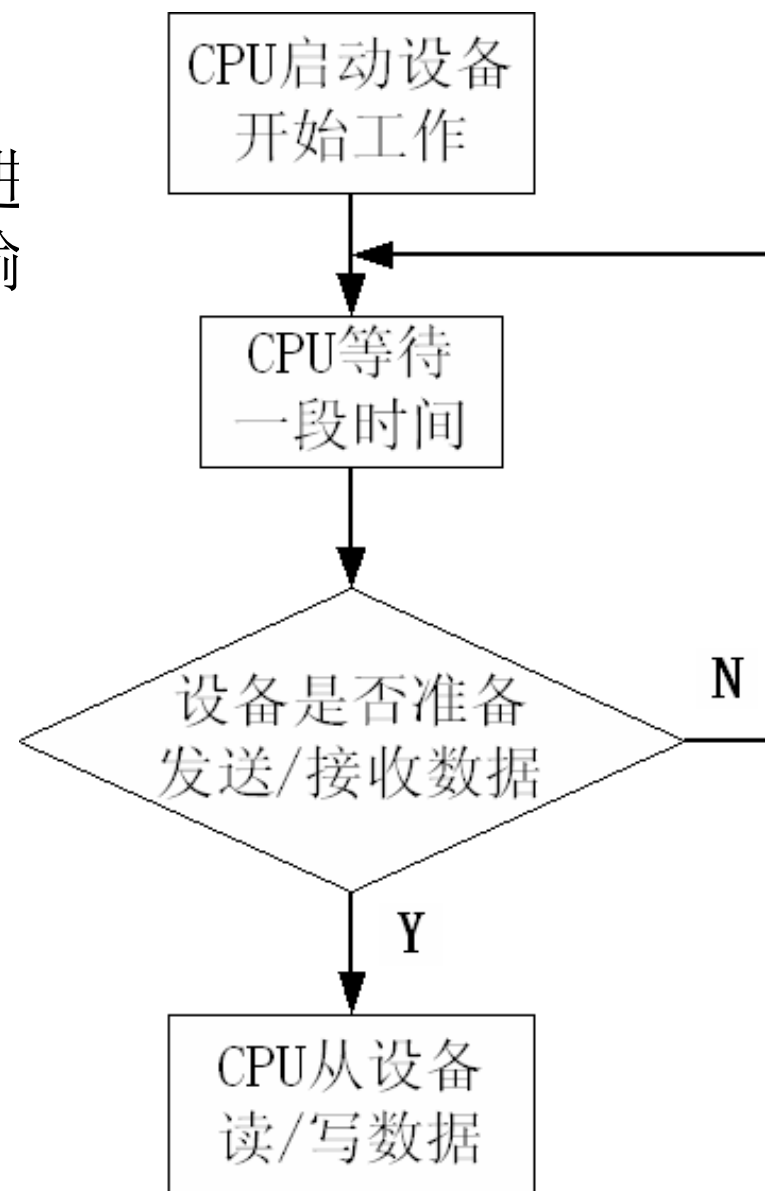 CPU启动设备
开始工作
进
CPU等待
一段时间
设备是否准备
发送/接收数据
N
Y
CPU从设备
读/写数据